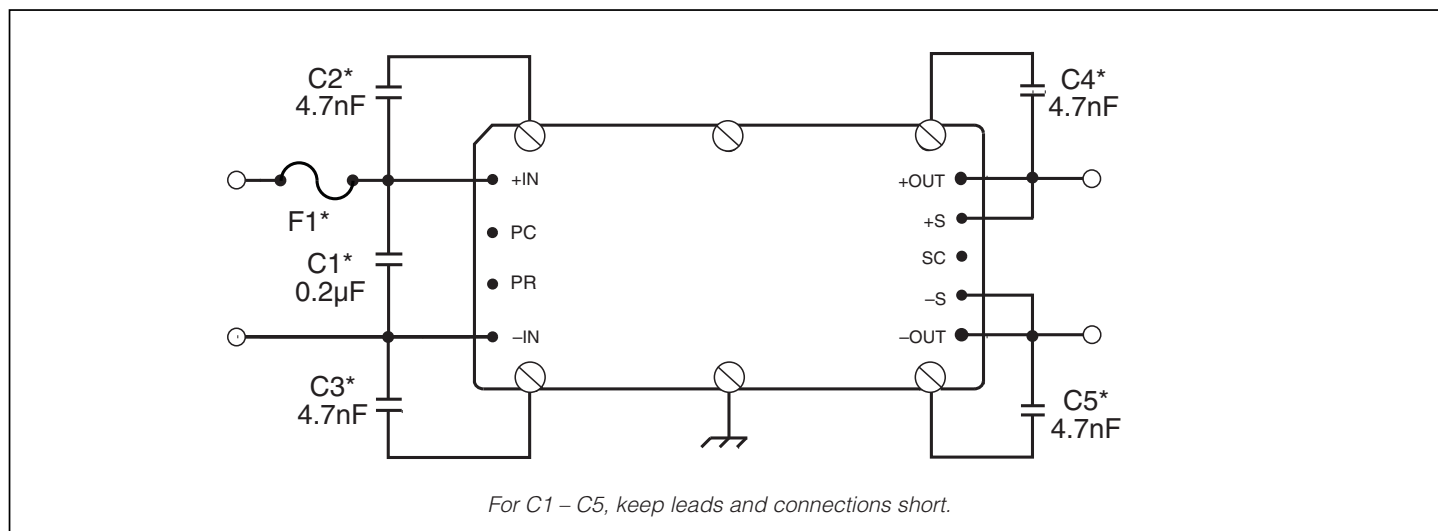 C2*
4.7nF
C4*
4.7nF
+IN
+OUT
F1*
+S
PC
C1*
0.2µF
SC
PR
–S
–IN
–OUT
C3*
4.7nF
C5*
4.7nF
For C1 – C5, keep leads and connections short.